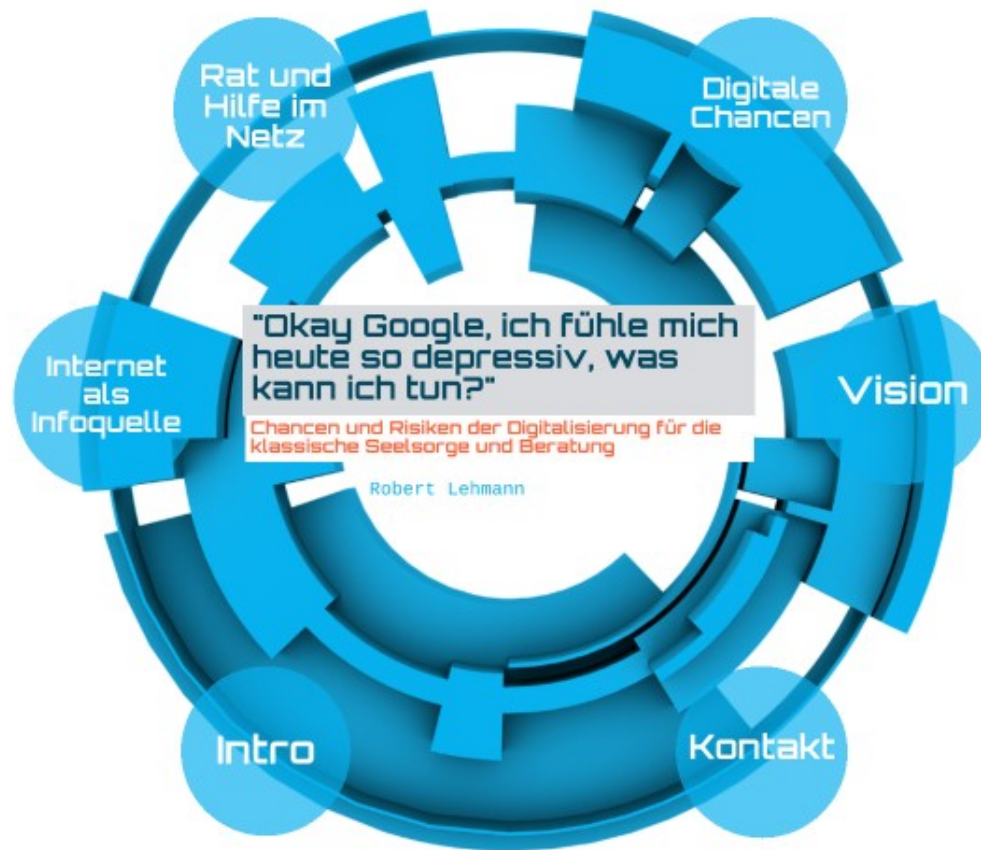 Rat und
Hilfe im
Netz
Digitale
Chancen
"Okay Google, ich fühle mich
heute so depressiv, was
kann ich tun?"
Chancen und Risiken der Digitalisierung für die
klassische Seelsorge und Beratung
Robert Lehmann
Internet
als
Infoquelle
Vision
Intro
Kontakt